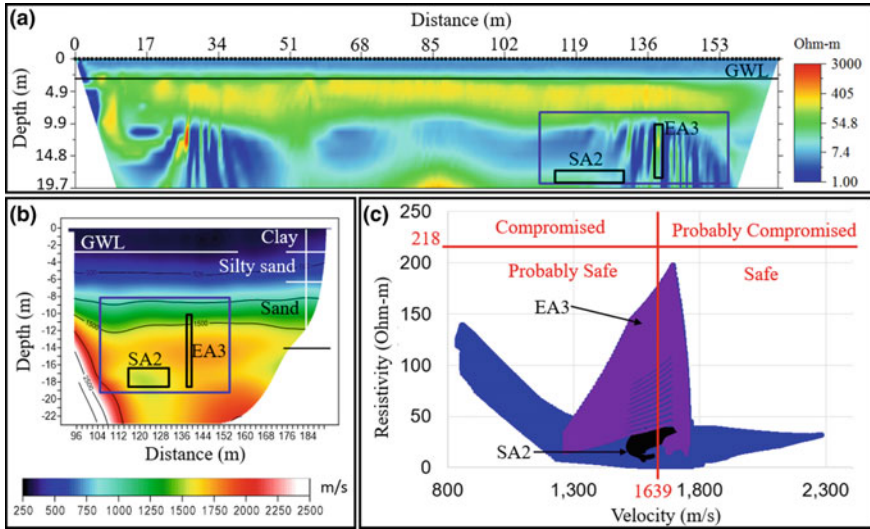 (a)
Distance (m)
0 17 34 51 68 85 102 119 136 153
Ohm-m
Depth (m)
0
4.9
9.9
14.8
19.7
GWL
EA3
SA2
3000
405
54.8
7.4
1.00
(b)
GWL
Clay
Silty sand
Sand
1500
1500
2500
SA2
EA3
Depth (m)
0
-2
-4
-6
-8
-10
-12
-14
-16
-18
-20
-22
96 104 112 120 128 136 144 152 160 168 176 184
Distance (m)
m/s
250 500 750 1000 1250 1500 1750 2000 2250 2500
(c)
250
200
150
100
50
0
Resistivity (Ohm-m)
Compromised
Probably Compromised
218
Probably Safe
Safe
EA3
SA2
1639
800 1,300 1,800 2,300
Velocity (m/s)